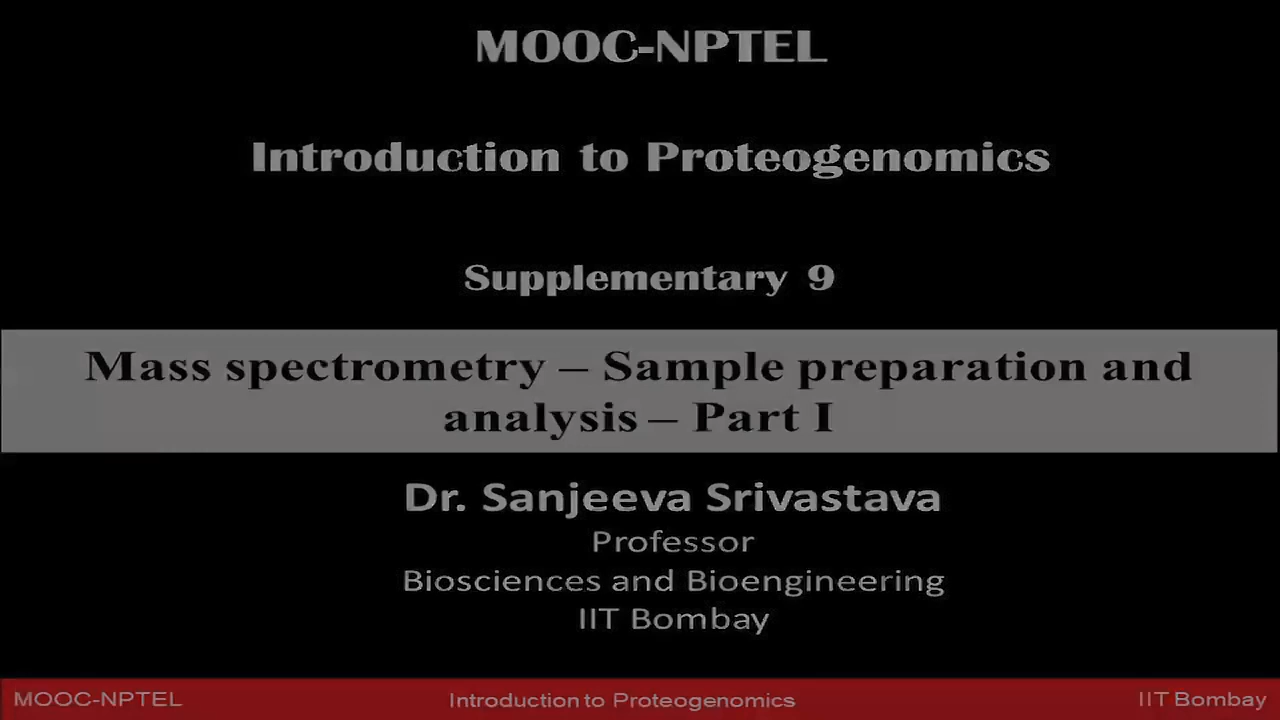 MOOC-NPTEL
Introduction to Proteogenomics
Supplementary 9
Mass spectrometry – Sample preparation and
analysis – Part I
Dr. Sanjeeva Srivastava
Professor
Biosciences and Bioengineering
IIT Bombay
MOOC-NPTEL
Introduction to Proteogenomics
IIT Bombay